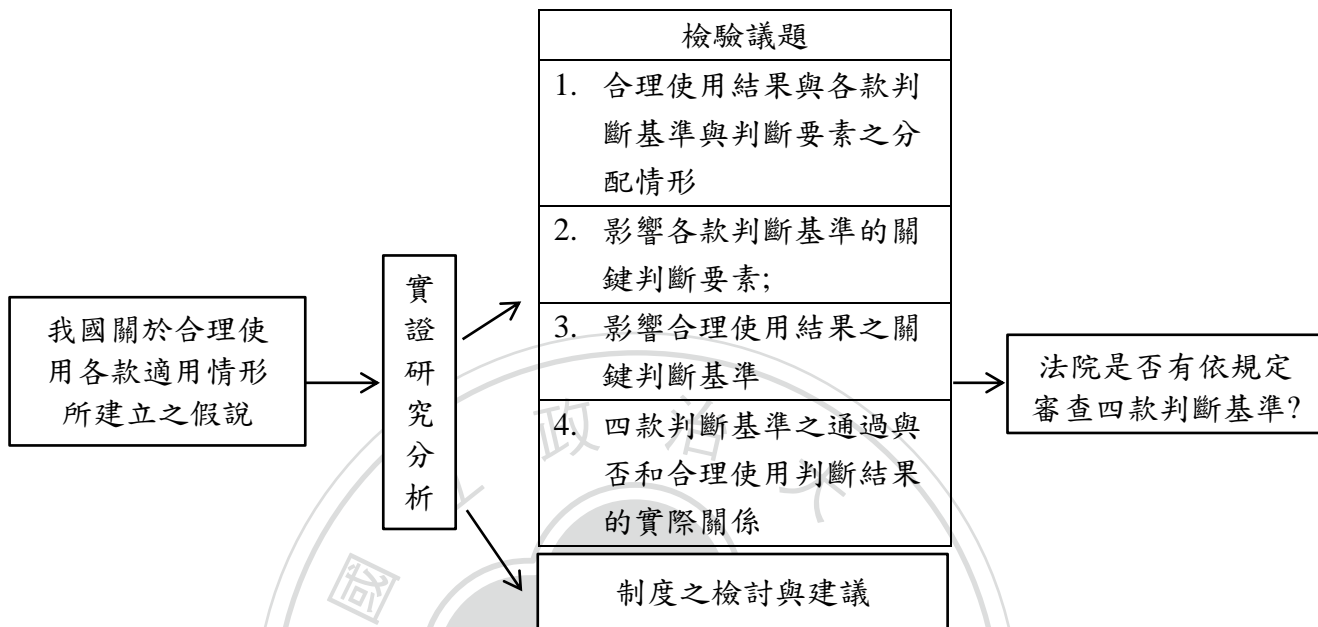 我國關於合理使
用各款適用情形
所建立之假說
實
證
研
究
分
析
檢驗議題
1. 合理使用結果與各款判
斷基準與判斷要素之分
配情形
2. 影響各款判斷基準的關
鍵判斷要素;
3. 影響合理使用結果之關
鍵判斷基準
4. 四款判斷基準之通過與
否和合理使用判斷結果
的實際關係
制度之檢討與建議
法院是否有依規定
審查四款判斷基準?
國立政治大